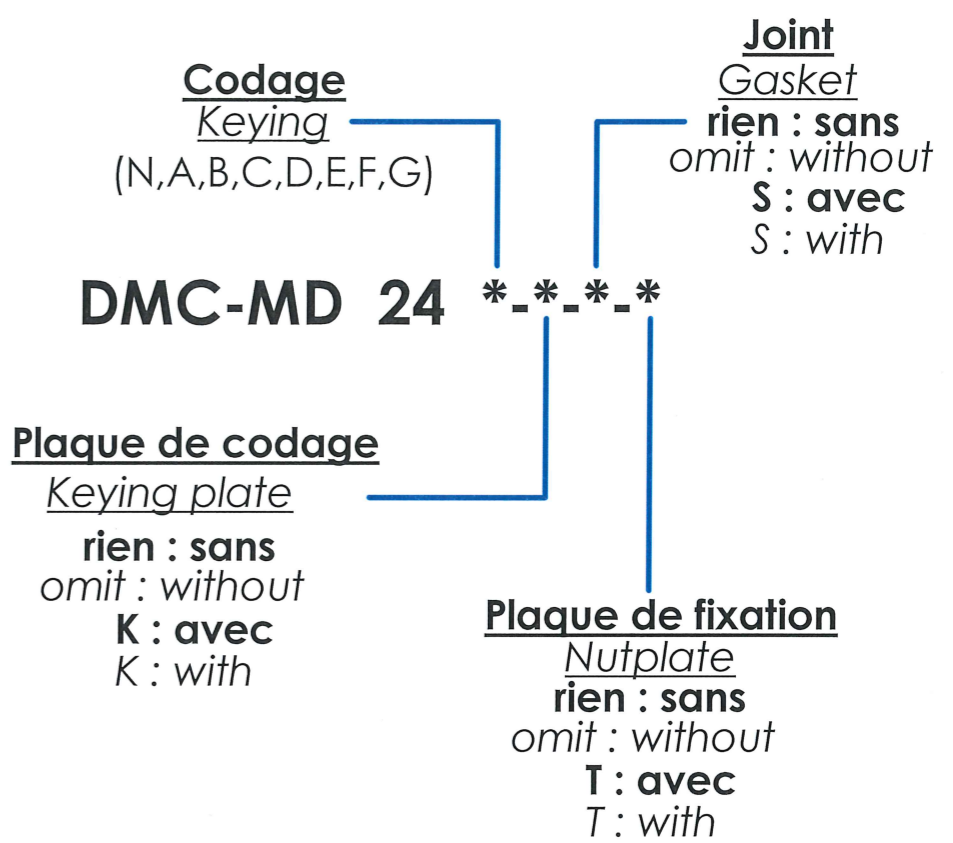 Codage
Keying
(N,A,B,C,D,E,F,G)
Joint
Gasket
rien : sans
omit : without
S : avec
S : with
DMC-MD 24 *-*-*-*
Plaque de codage
Keying plate
rien : sans
omit : without
K : avec
K : with
Plaque de fixation
Nutplate
rien : sans
omit : without
T : avec
T : with